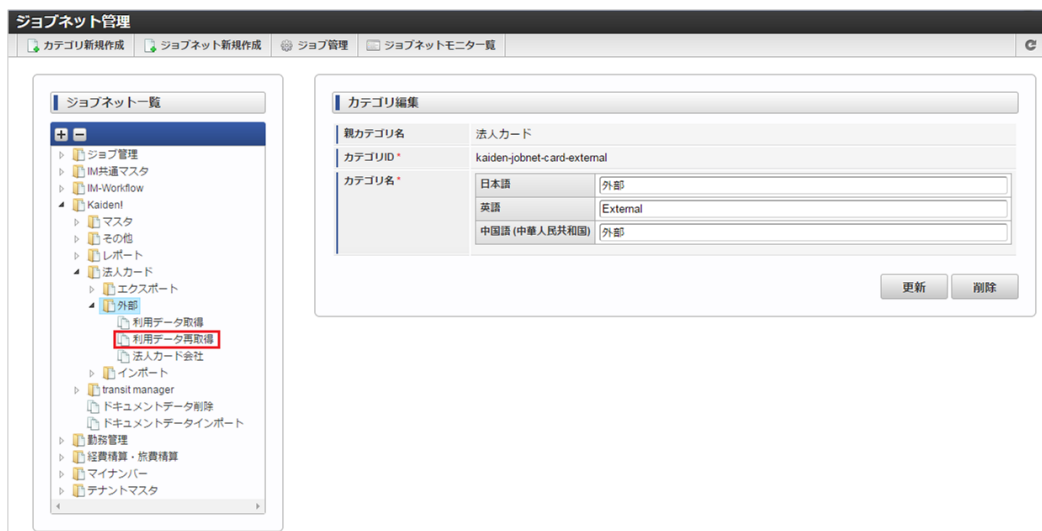 ジョブネット管理
カテゴリ新規作成 ジョブネット新規作成 ジョブ管理 ジョブネットモニター覧
ジョブネット一覧
ジョブ管理
IM共通マスタ
IM-Workflow
Kaiden!
マスタ
その他
レポート
法人カード
エクスポート
外部
利用データ取得
利用データ再取得
法人カード会社
インポート
transit manager
ドキュメントデータ削除
ドキュメントデータインポート
勤務管理
経費精算・旅費精算
マイナンバー
テナントマスタ
カテゴリ編集
親カテゴリ名 法人カード
カテゴリID * kaiden-jobnet-card-external
カテゴリ名 * 日本語 外部
英語 External
中国語 (中華人民共和国) 外部
更新 削除